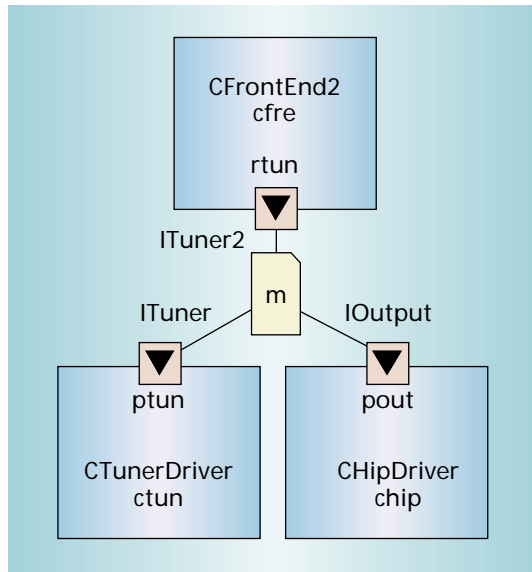 CFrontEnd2
cfre
rtun
ITuner2
m
ITuner
IOutput
ptun
pout
CTunerDriver
ctun
CHipDriver
chip